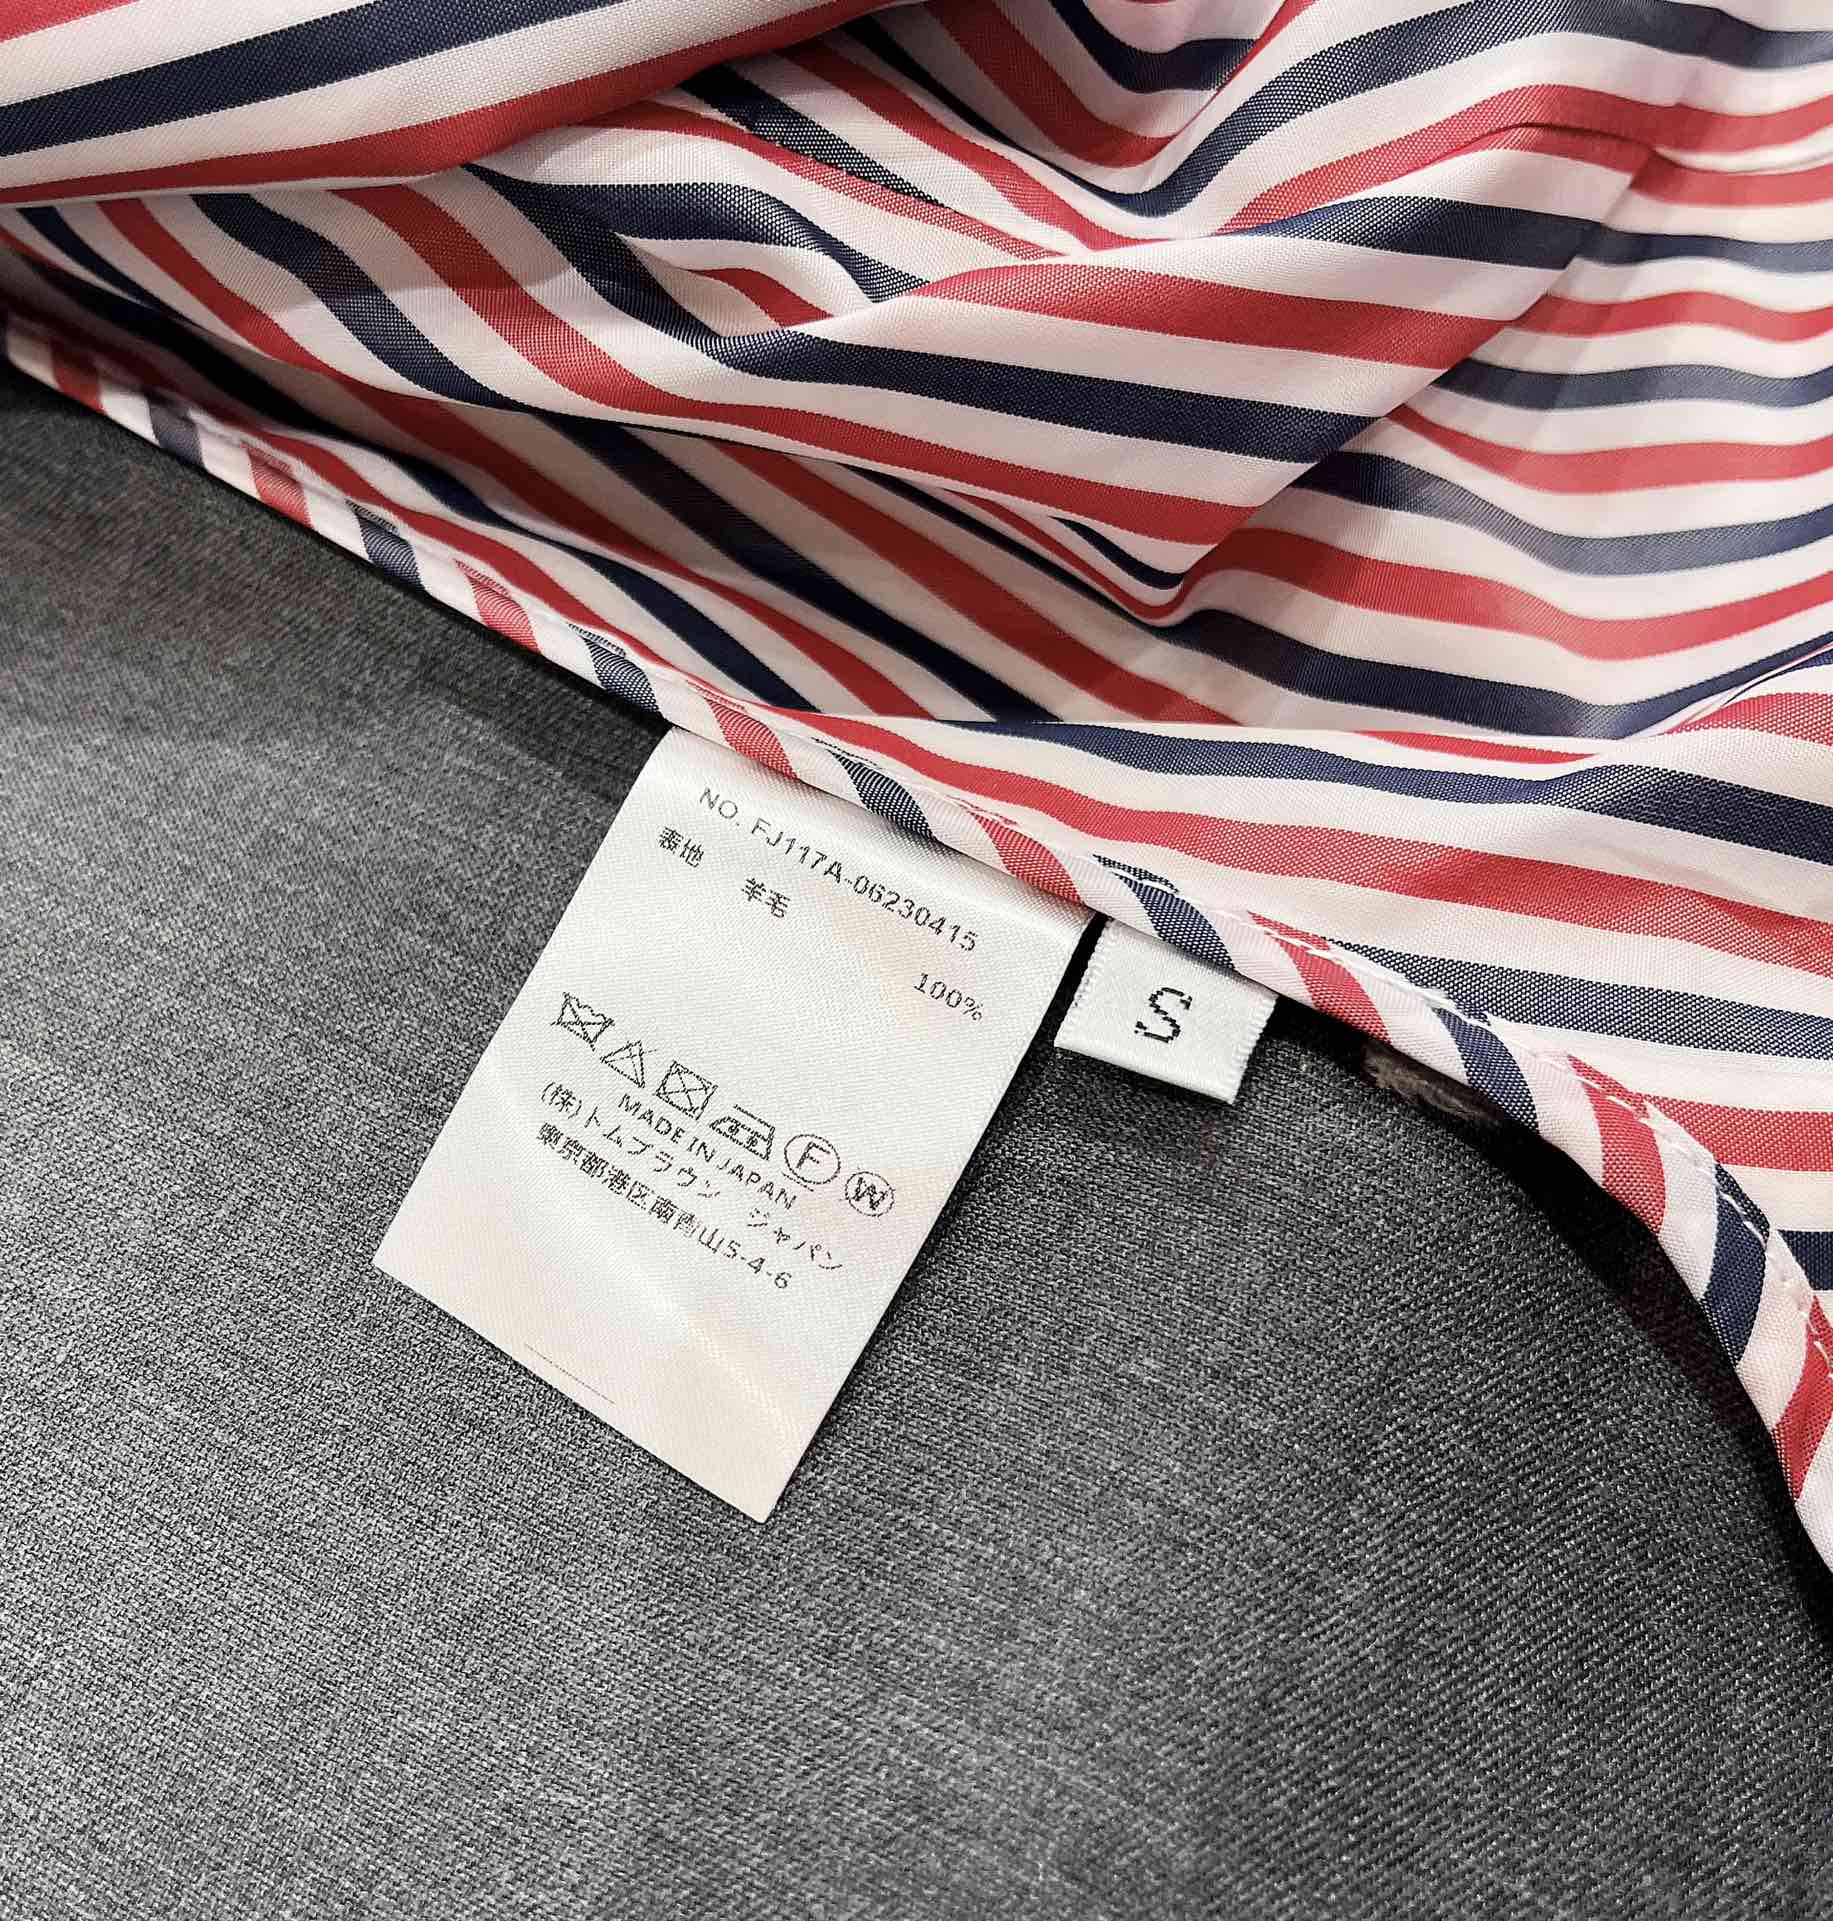 NO. FJ117A-06230415
表地
羊毛 100%
F W
MADE IN JAPAN
(株)トムブラウン ジャパン
東京都港区南青山5-4-6
S